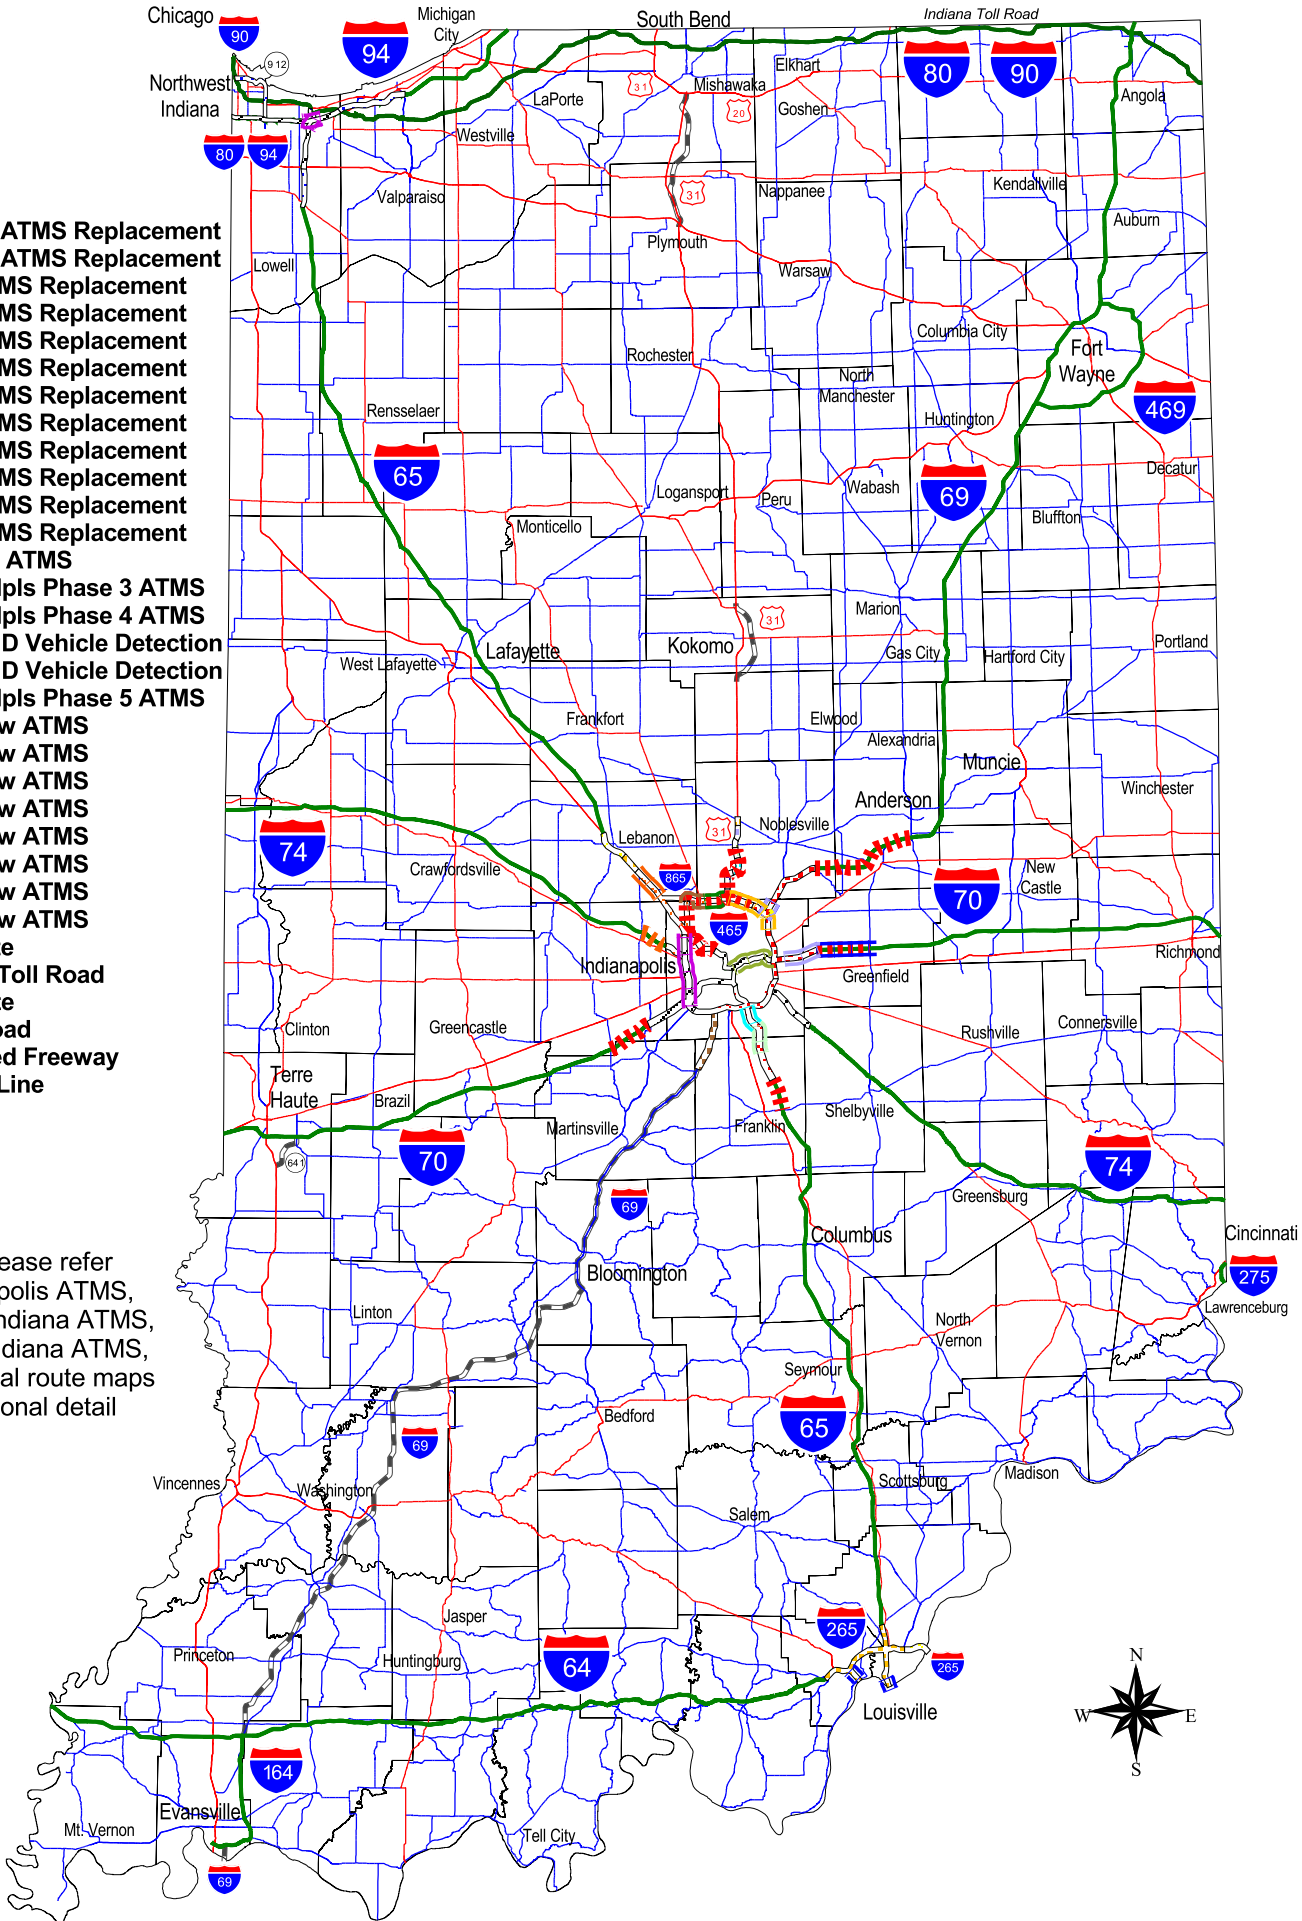 Chicago
90
94
Michigan
City
South Bend
Indiana Toll Road
912
Northwest
Indiana
80
94
LaPorte
31
Mishawaka
20
Elkhart
Goshen
80
90
Angola
Westville
Valparaiso
31
Nappanee
Kendallville
Auburn
Plymouth
Warsaw
Lowell
ATMS Replacement
ATMS Replacement
MS Replacement
MS Replacement
MS Replacement
MS Replacement
MS Replacement
MS Replacement
MS Replacement
MS Replacement
MS Replacement
MS Replacement
ATMS
lpls Phase 3 ATMS
lpls Phase 4 ATMS
D Vehicle Detection
D Vehicle Detection
lpls Phase 5 ATMS
w ATMS
w ATMS
w ATMS
w ATMS
w ATMS
w ATMS
w ATMS
w ATMS
te
Toll Road
te
oad
ed Freeway
Line
ease refer
polis ATMS,
ndiana ATMS,
diana ATMS,
al route maps
onal detail
Columbia City
Fort
Wayne
Rochester
North
Manchester
469
Rensselaer
Huntington
65
Decatur
Logansport
Peru
Wabash
69
Bluffton
Monticello
31
Marion
Kokomo
Portland
Lafayette
West Lafayette
Gas City
Hartford City
Frankfort
Elwood
Alexandria
Muncie
Winchester
Anderson
74
Lebanon
31
Noblesville
Crawfordsville
865
70
New
Castle
465
Indianapolis
Greenfield
Richmond
Clinton
Greencastle
Rushville
Connersville
Terre
Haute
Brazil
Shelbyville
Martinsville
Franklin
641
70
74
69
Greensburg
Columbus
Cincinnati
Bloomington
275
Lawrenceburg
Linton
North
Vernon
Seymour
Bedford
65
69
Vincennes
Washington
Scottsburg
Madison
Salem
Jasper
265
Princeton
Huntingburg
64
265
Louisville
N
W
E
S
164
Evansville
Mt. Vernon
Tell City
69